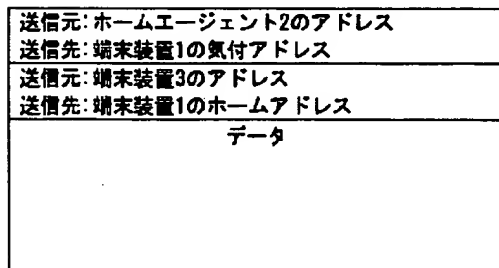 送信元:ホームエージェント2のアドレス
送信先:端末装置1の気付アドレス
送信元:端末装置3のアドレス
送信先:端末装置1のホームアドレス
データ